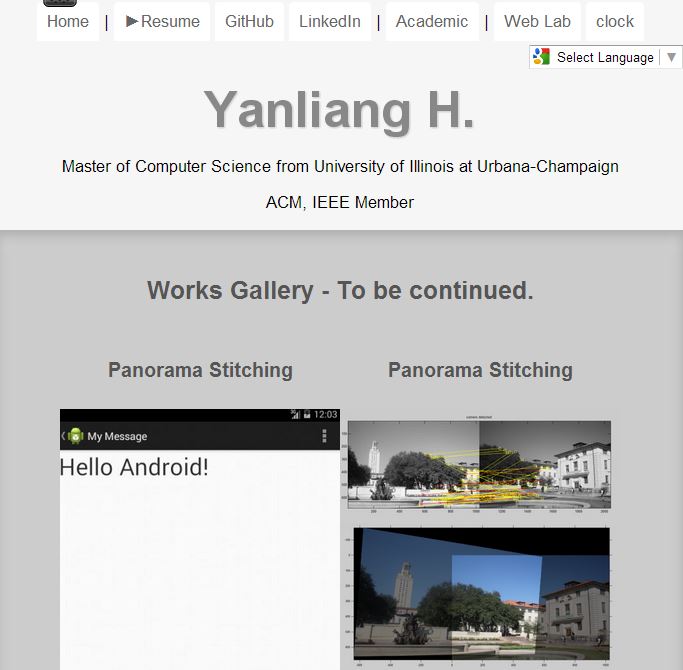 Home | ►Resume GitHub LinkedIn | Academic | Web Lab clock
Select Language ▼
Yanliang H.
Master of Computer Science from University of Illinois at Urbana-Champaign
ACM, IEEE Member
Works Gallery - To be continued.
Panorama Stitching Panorama Stitching
12:03
My Message
Hello Android!